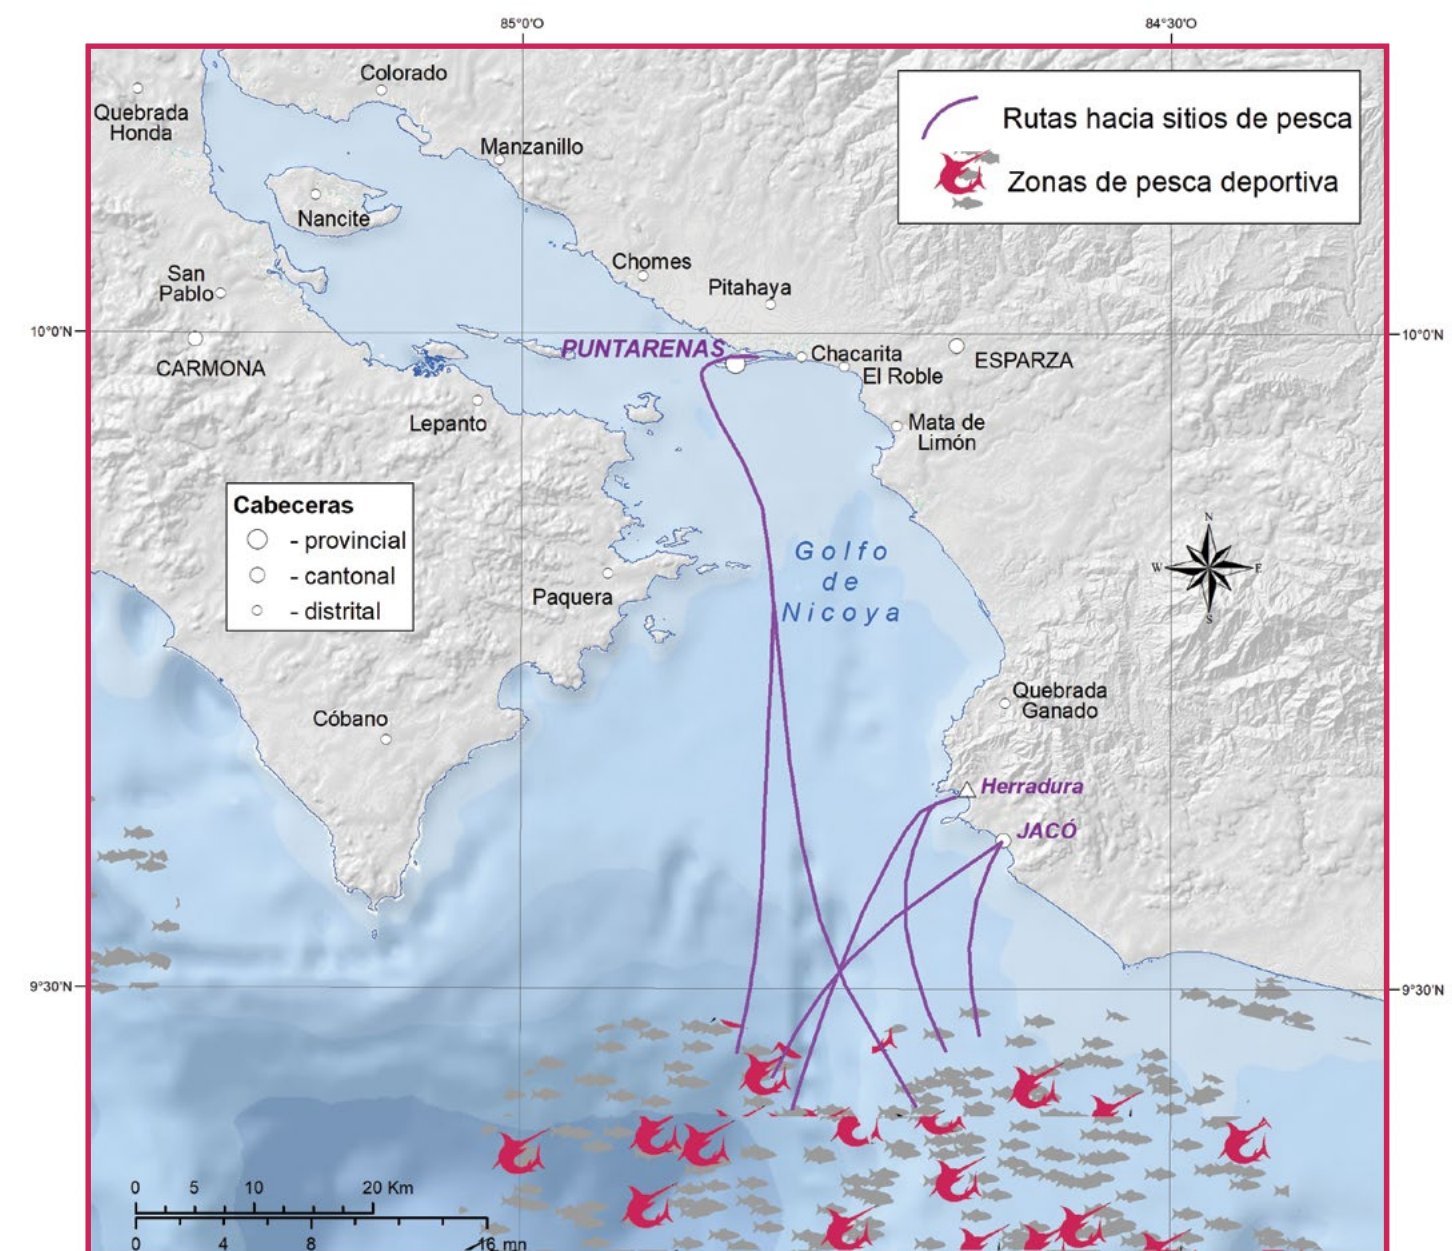 85°0'O
84°30'O
Colorado
Quebrada
Honda
Manzanillo
Nancite
Rutas hacia sitios de pesca
Zonas de pesca deportiva
San
Pablo
Chomes
Pitahaya
10°0'N
10°0'N
PUNTARENAS
Chacarita
ESPARZA
CARMONA
El Roble
Lepanto
Mata de
Limón
Cabeceras
- provincial
- cantonal
- distrital
Golfo
de
Nicoya
N
W
E
S
Paquera
Quebrada
Ganado
Cóbano
Herradura
JACÓ
9°30'N
9°30'N
0 5 10 20 Km
0 4 8 16 mn